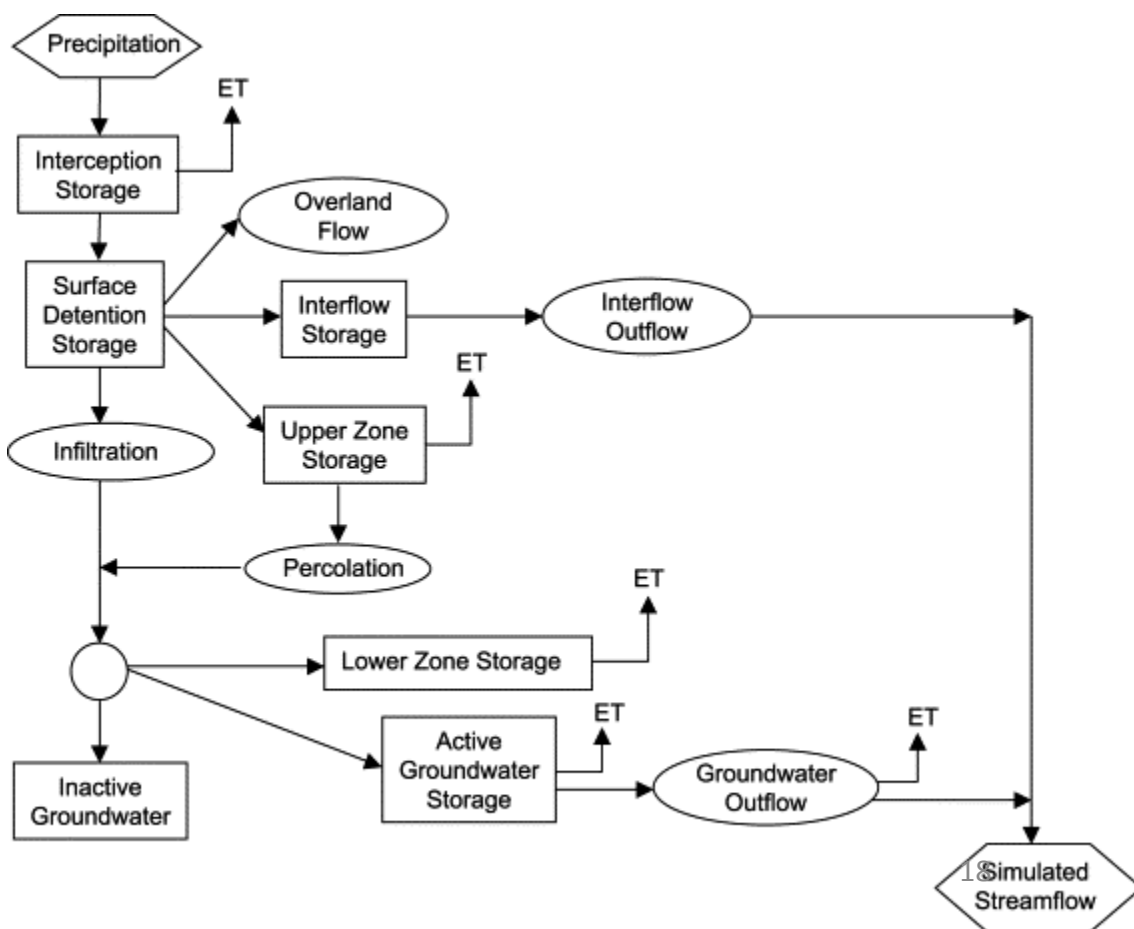 Precipitation
ET
Interception
Storage
Overland
Flow
Surface
Detention
Storage
Interflow
Storage
Interflow
Outflow
ET
Infiltration
Upper Zone
Storage
Percolation
ET
Lower Zone Storage
ET
Active
Groundwater
Storage
ET
Groundwater
Outflow
Inactive
Groundwater
18
Simulated
Streamflow